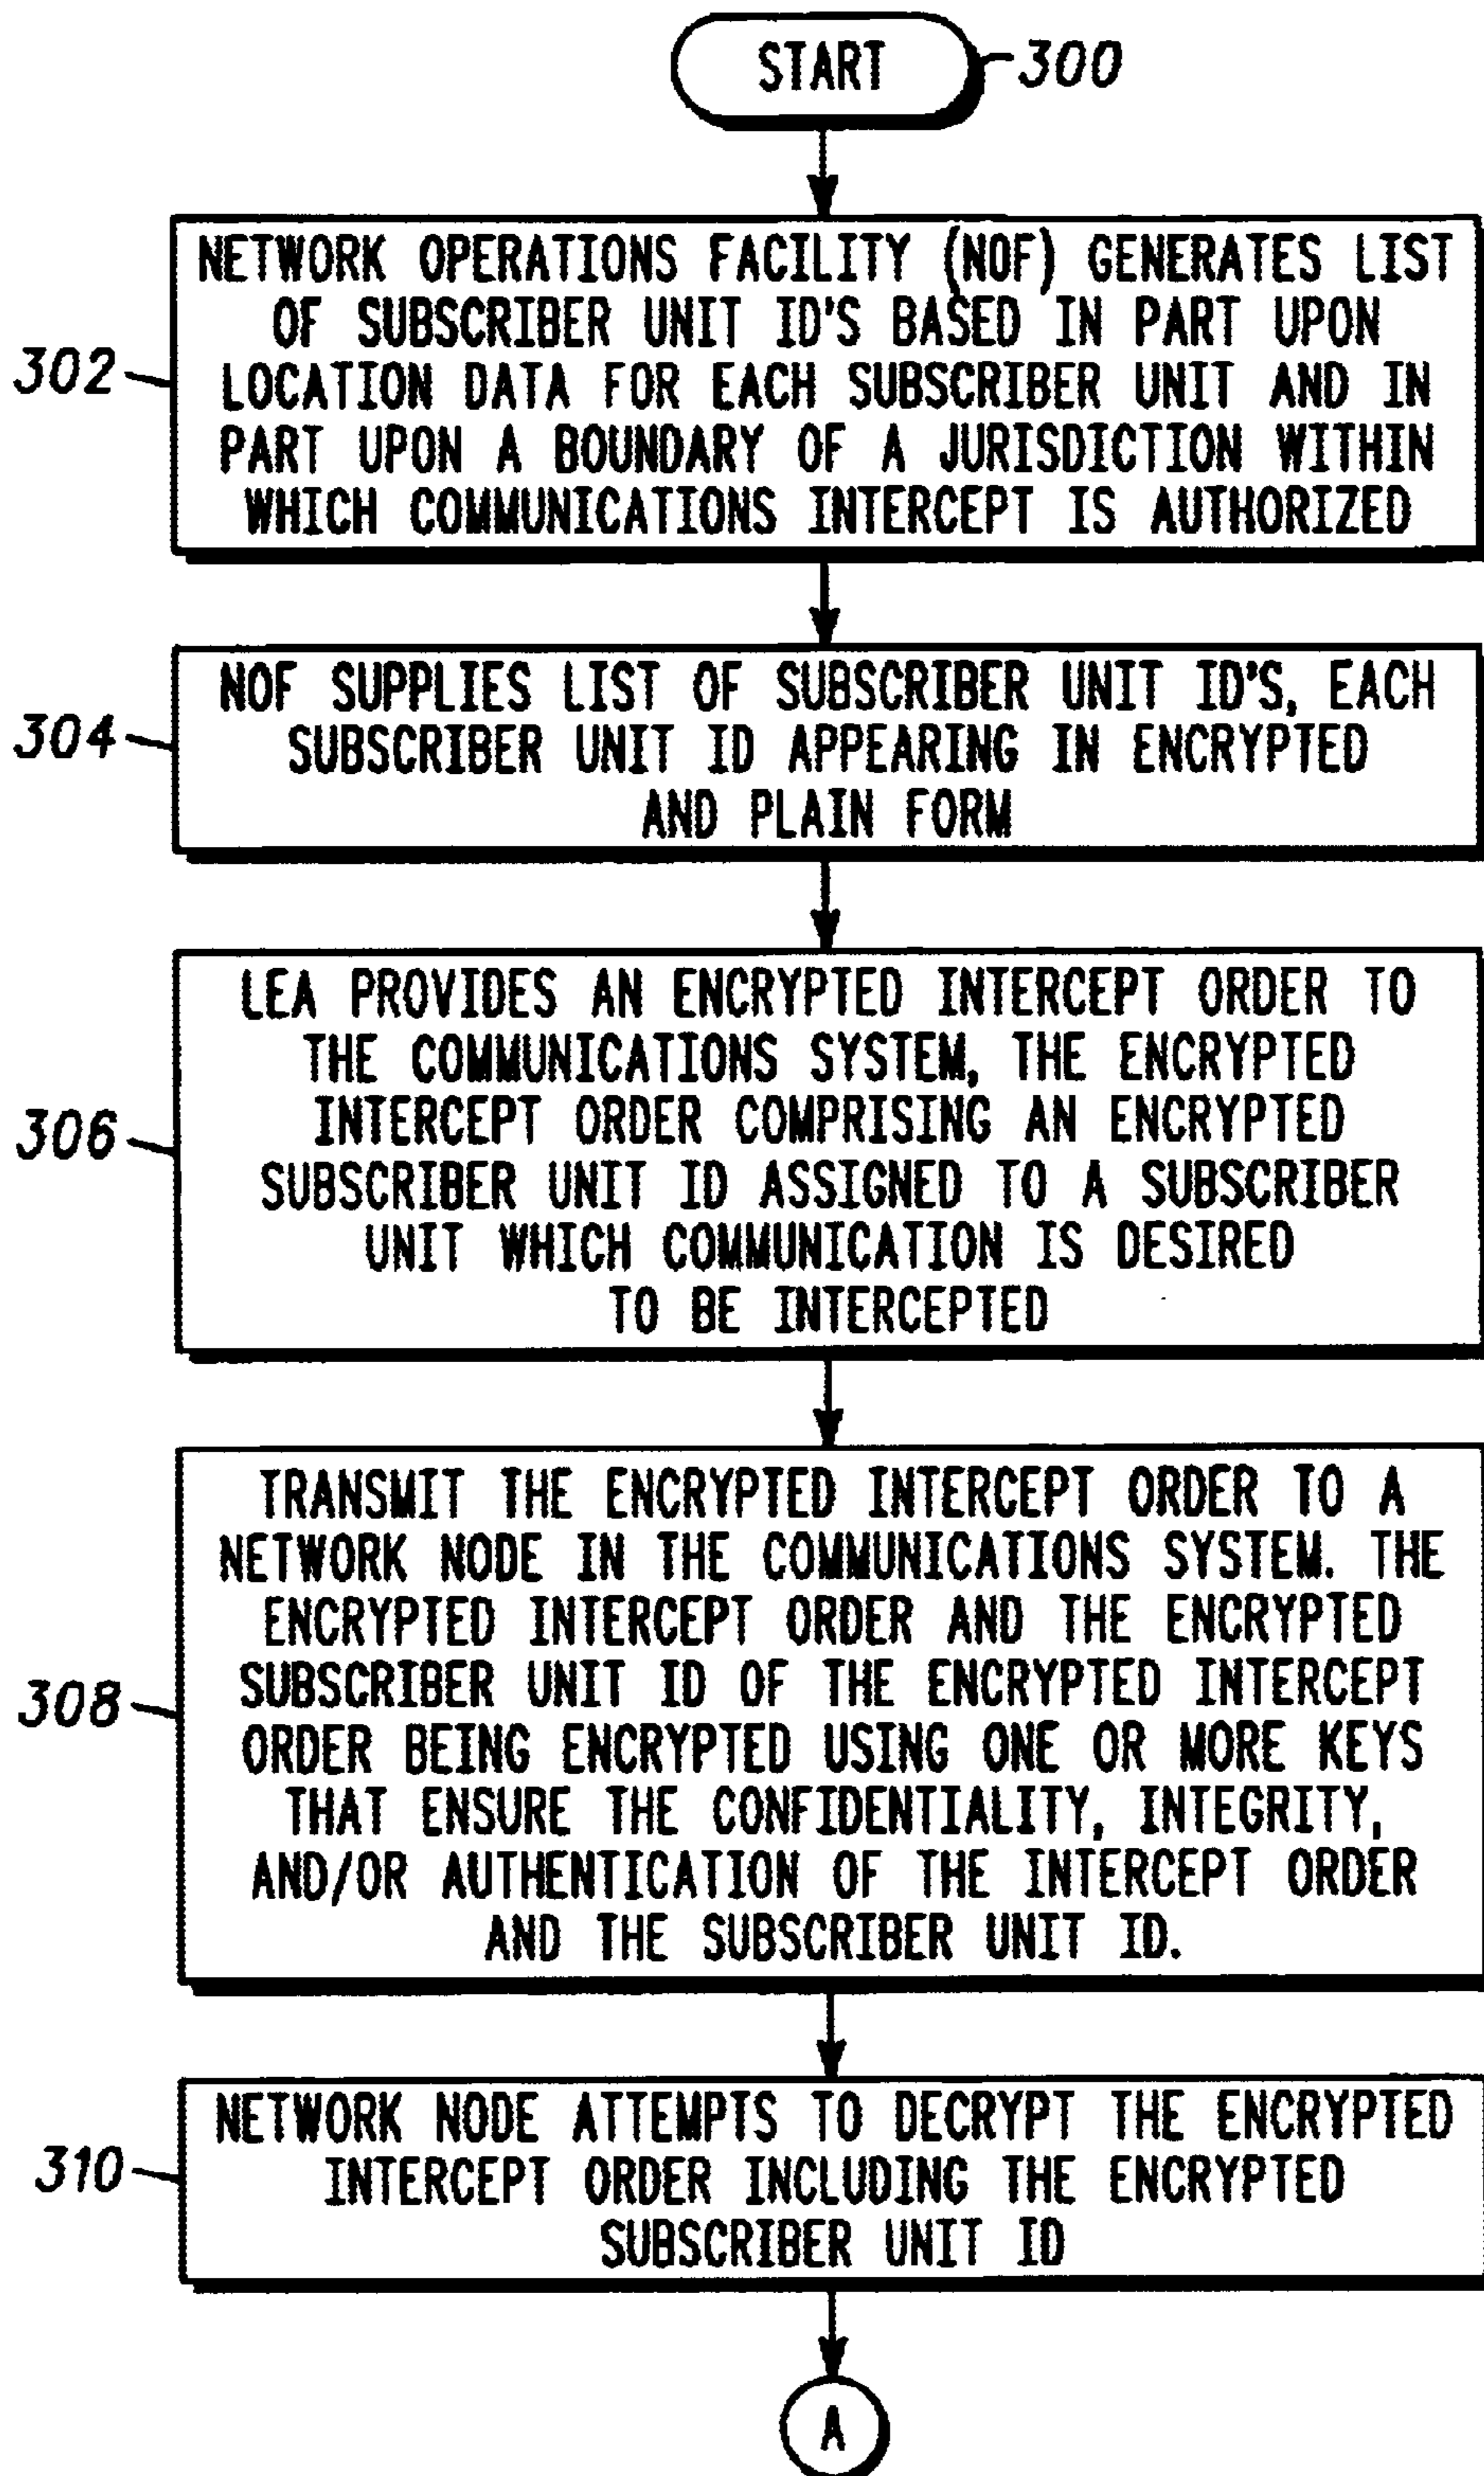 START
300
302
NETWORK OPERATIONS FACILITY (NOF) GENERATES LIST
OF SUBSCRIBER UNIT ID'S BASED IN PART UPON
LOCATION DATA FOR EACH SUBSCRIBER UNIT AND IN
PART UPON A BOUNDARY OF A JURISDICTION WITHIN
WHICH COMMUNICATIONS INTERCEPT IS AUTHORIZED
304
NOF SUPPLIES LIST OF SUBSCRIBER UNIT ID'S, EACH
SUBSCRIBER UNIT ID APPEARING IN ENCRYPTED
AND PLAIN FORM
306
LEA PROVIDES AN ENCRYPTED INTERCEPT ORDER TO
THE COMMUNICATIONS SYSTEM, THE ENCRYPTED
INTERCEPT ORDER COMPRISING AN ENCRYPTED
SUBSCRIBER UNIT ID ASSIGNED TO A SUBSCRIBER
UNIT WHICH COMMUNICATION IS DESIRED
TO BE INTERCEPTED
308
TRANSMIT THE ENCRYPTED INTERCEPT ORDER TO A
NETWORK NODE IN THE COMMUNICATIONS SYSTEM. THE
ENCRYPTED INTERCEPT ORDER AND THE ENCRYPTED
SUBSCRIBER UNIT ID OF THE ENCRYPTED INTERCEPT
ORDER BEING ENCRYPTED USING ONE OR MORE KEYS
THAT ENSURE THE CONFIDENTIALITY, INTEGRITY,
AND/OR AUTHENTICATION OF THE INTERCEPT ORDER
AND THE SUBSCRIBER UNIT ID.
310
NETWORK NODE ATTEMPTS TO DECRYPT THE ENCRYPTED
INTERCEPT ORDER INCLUDING THE ENCRYPTED
SUBSCRIBER UNIT ID
A